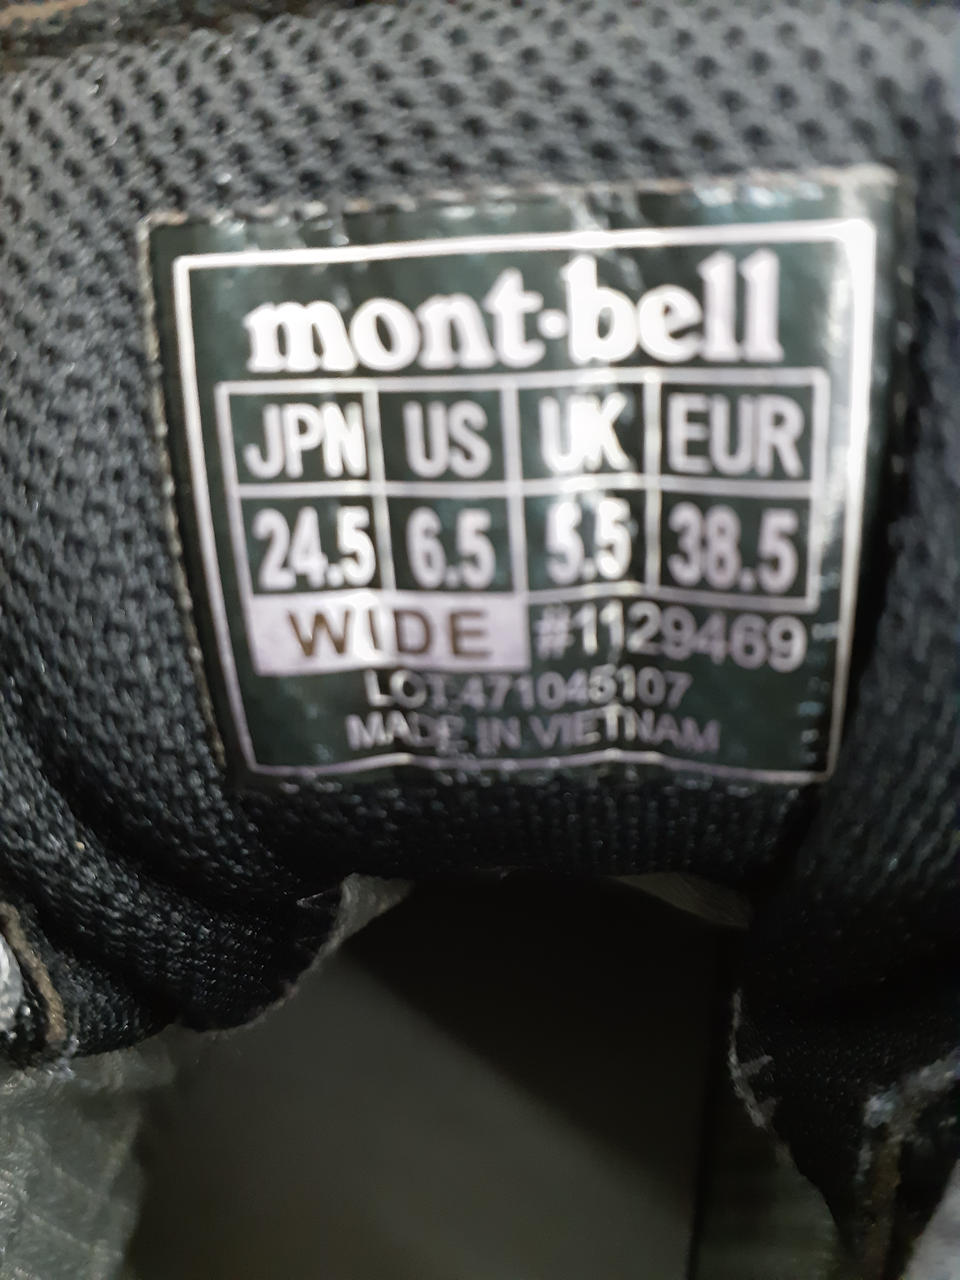 mont-bell
JPN US UK EUR
24.5 6.5 5.5 38.5
WIDE #1129469
LOT.471045107
MADE IN VIETNAM